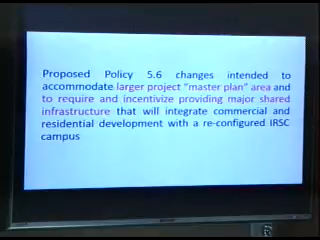 Proposed Policy 5.6 changes intended to
accommodate larger project "master plan" area and
to require and incentivize providing major shared
infrastructure that will integrate commercial and
residential development with a re-configured IRSC
campus